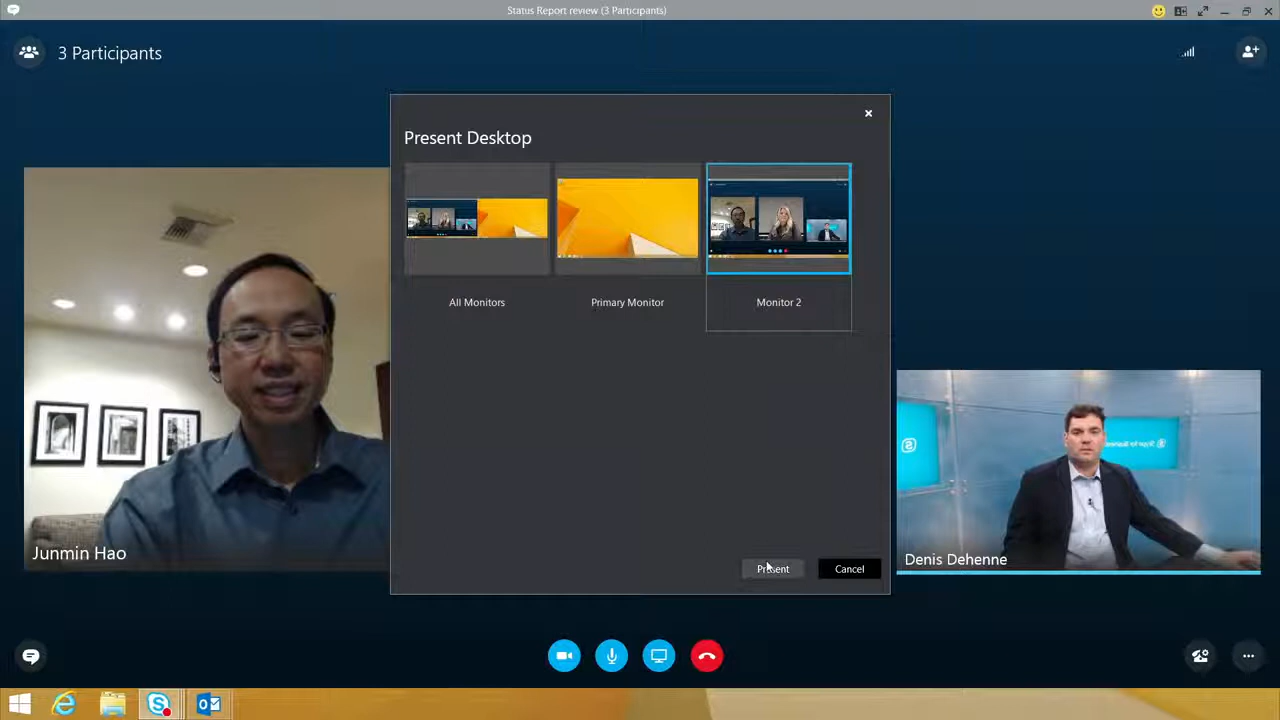 Status Report review (3 Participants)
3 Participants
Present Desktop
All Monitors
Primary Monitor
Monitor 2
Junmin Hao
Denis Dehenne
Present
Cancel